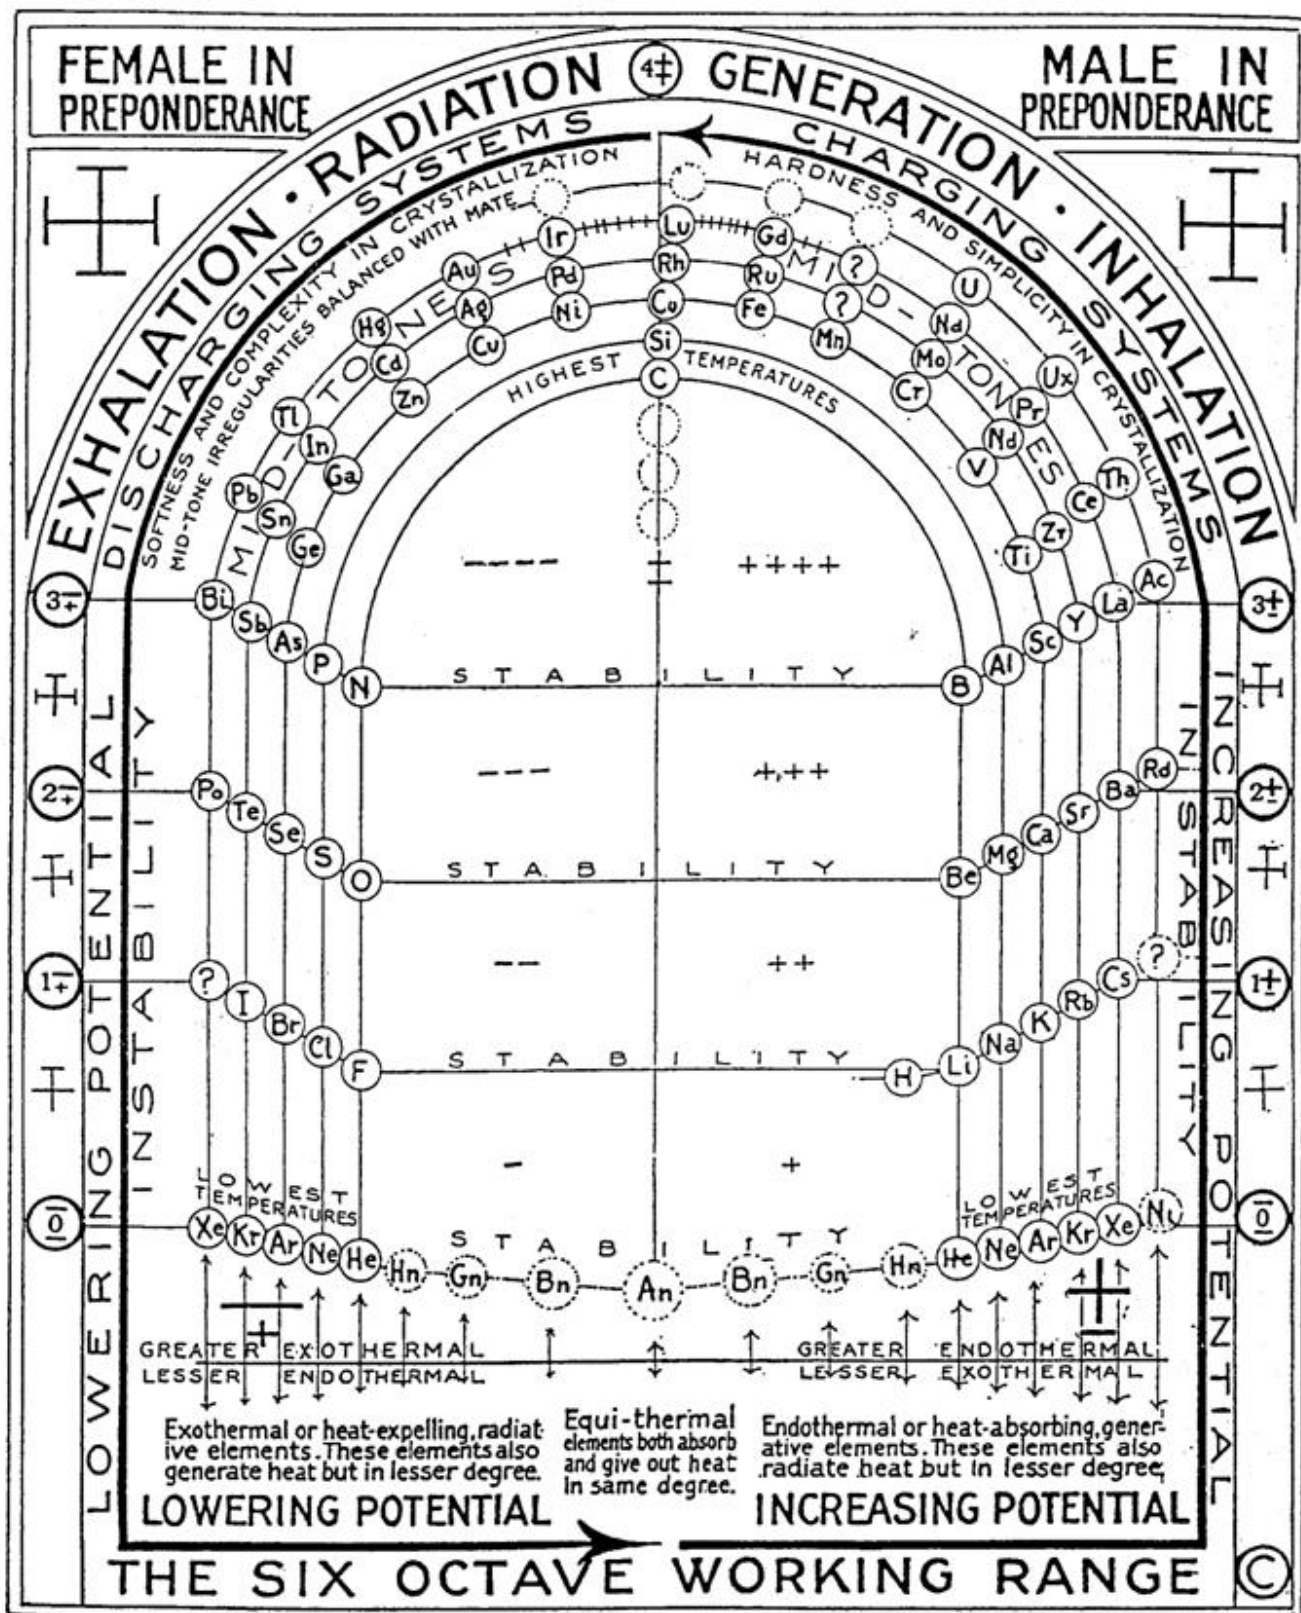 FEMALE IN
PREPONDERANCE
MALE IN
PREPONDERANCE
4‡
EXHALATION · RADIATION
GENERATION · INHALATION
DISCHARGING SYSTEMS
CHARGING SYSTEMS
SOFTNESS AND COMPLEXITY IN CRYSTALLIZATION
MID-TONE IRREGULARITIES BALANCED WITH MATE
HARDNESS AND SIMPLICITY IN CRYSTALLIZATION
MID-TONES
MID-TONES
Ir Lu Gd
Au Pd Rh Ru ? U
Hg Ag Ni Co Fe ? Nd
Cd Cu Si Mn Mo Ux
Zn C Cr Pr
HIGHEST TEMPERATURES
Tl In Ga V Nd Ce Th
Pb Sn Ge Ti Zr
---- ‡ ++++
3∓ Bi Sb As P N
B Al Sc Y La Ac 3±
STABILITY
--- +++
2∓ Po Te Se S O
Be Mg Ca Sr Ba Rd 2±
STABILITY
-- ++
1∓ ? I Br Cl F
H Li Na K Rb Cs ? 1±
STABILITY
- +
LOWERING POTENTIAL
INSTABILITY
INSTABILITY
INCREASING POTENTIAL
LOWEST
TEMPERATURES
LOWEST
TEMPERATURES
0 Xe Kr Ar Ne He Hn Gn Bn An Bn Gn Hn He Ne Ar Kr Xe Ni 0
STABILITY
GREATER EXOTHERMAL
LESSER ENDOTHERMAL
GREATER ENDOTHERMAL
LESSER EXOTHERMAL
Exothermal or heat-expelling, radiat-
ive elements. These elements also
generate heat but in lesser degree.
Equi-thermal
elements both absorb
and give out heat
in same degree.
Endothermal or heat-absorbing, gener-
ative elements. These elements also
radiate heat but in lesser degree,
LOWERING POTENTIAL
INCREASING POTENTIAL
THE SIX OCTAVE WORKING RANGE
©